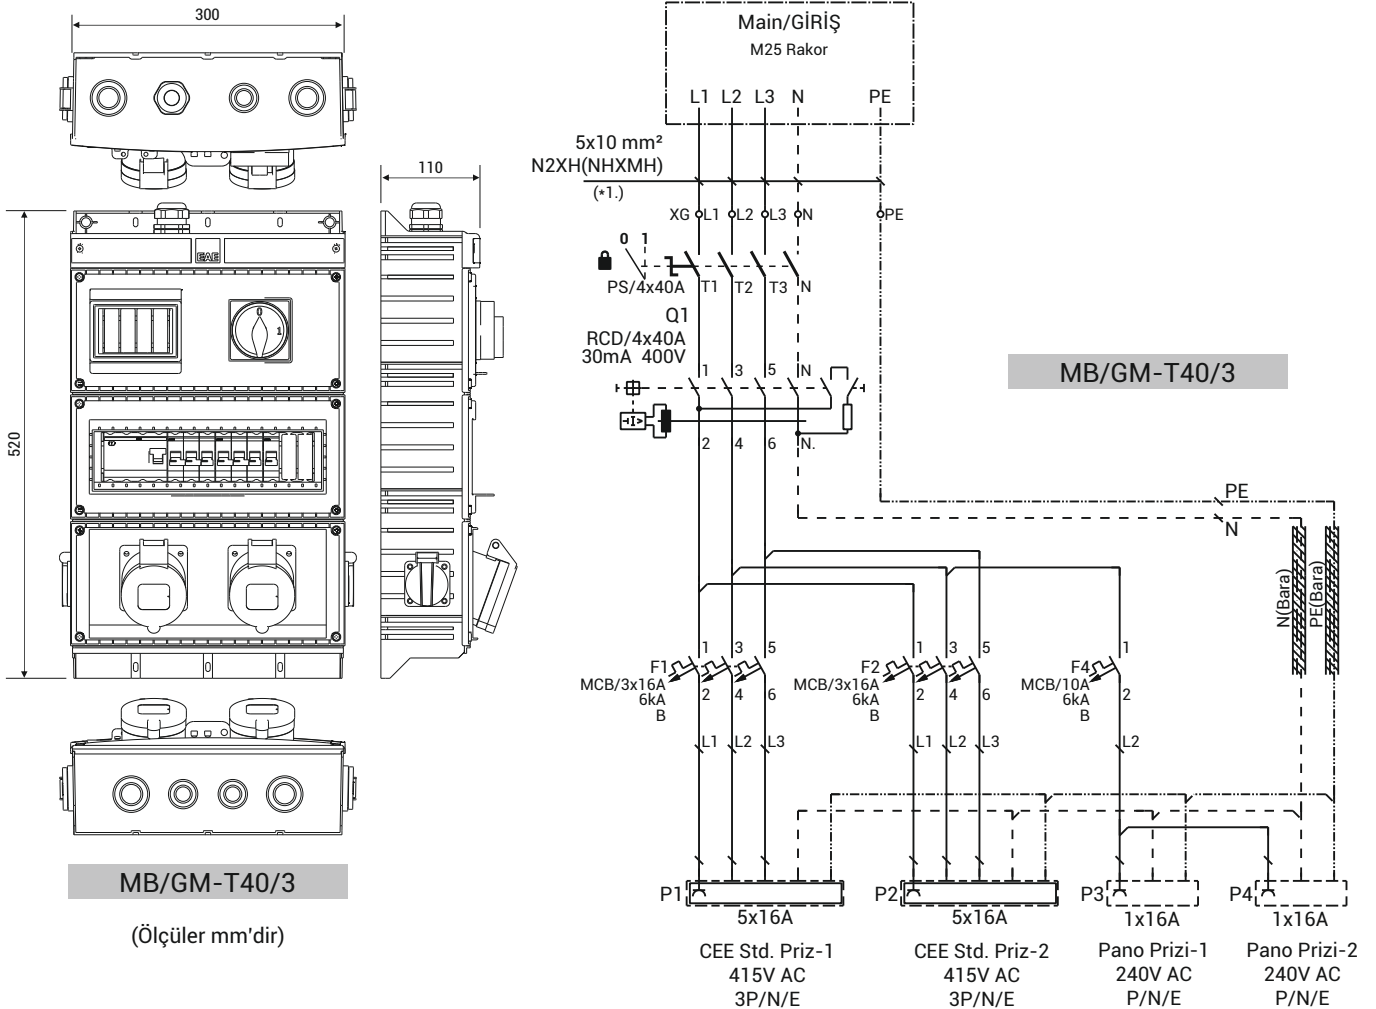 300
110
520
EAE
0
1
MB/GM-T40/3
(Ölçüler mm'dir)
Main/GİRİŞ
M25 Rakor
L1 L2 L3 N PE
5x10 mm²
N2XH(NHXMH)
(*1.)
XG L1 L2 L3 N PE
0 1
PS/4x40A T1 T2 T3 N
Q1
RCD/4x40A
30mA 400V
1 3 5 N
2 4 6 N.
MB/GM-T40/3
PE
N
N(Bara)
PE(Bara)
F1 1 3 5
MCB/3x16A
6kA
B
2 4 6
F2 1 3 5
MCB/3x16A
6kA
B
2 4 6
F4 1
MCB/10A
6kA
B
2
L1 L2 L3
L1 L2 L3
L2
P1
P2
P3
P4
5x16A
5x16A
1x16A
1x16A
CEE Std. Priz-1
415V AC
3P/N/E
CEE Std. Priz-2
415V AC
3P/N/E
Pano Prizi-1
240V AC
P/N/E
Pano Prizi-2
240V AC
P/N/E